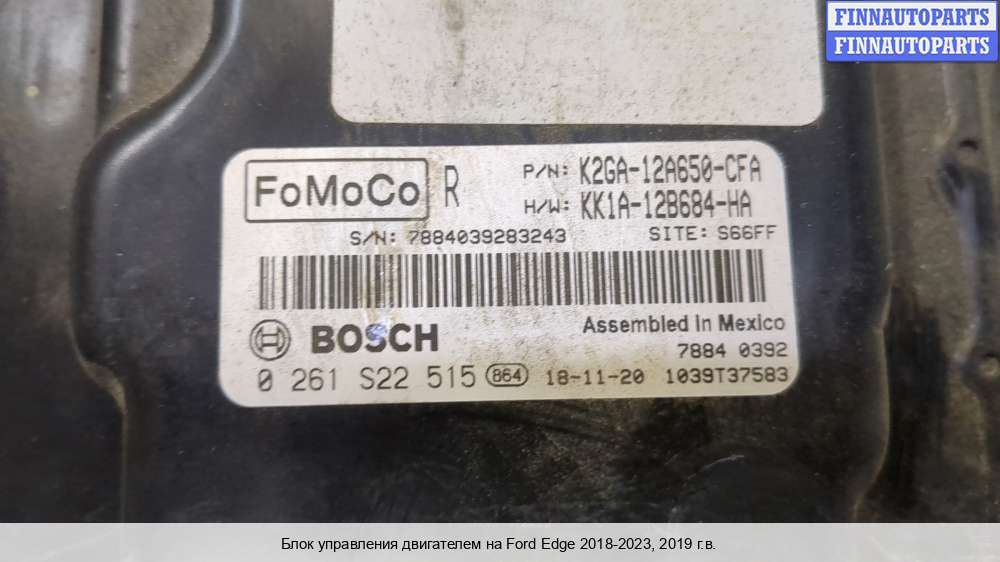 FINNAUTOPARTS
FINNAUTOPARTS
FoMoCo R P/N: K2GA-12A650-CFA
H/W: KK1A-12B684-HA
S/N: 7884039283243 SITE: S66FF
BOSCH Assembled in Mexico
7884 0392
0 261 S22 515 864 18-11-20 1039T37583
Блок управления двигателем на Ford Edge 2018-2023, 2019 г.в.